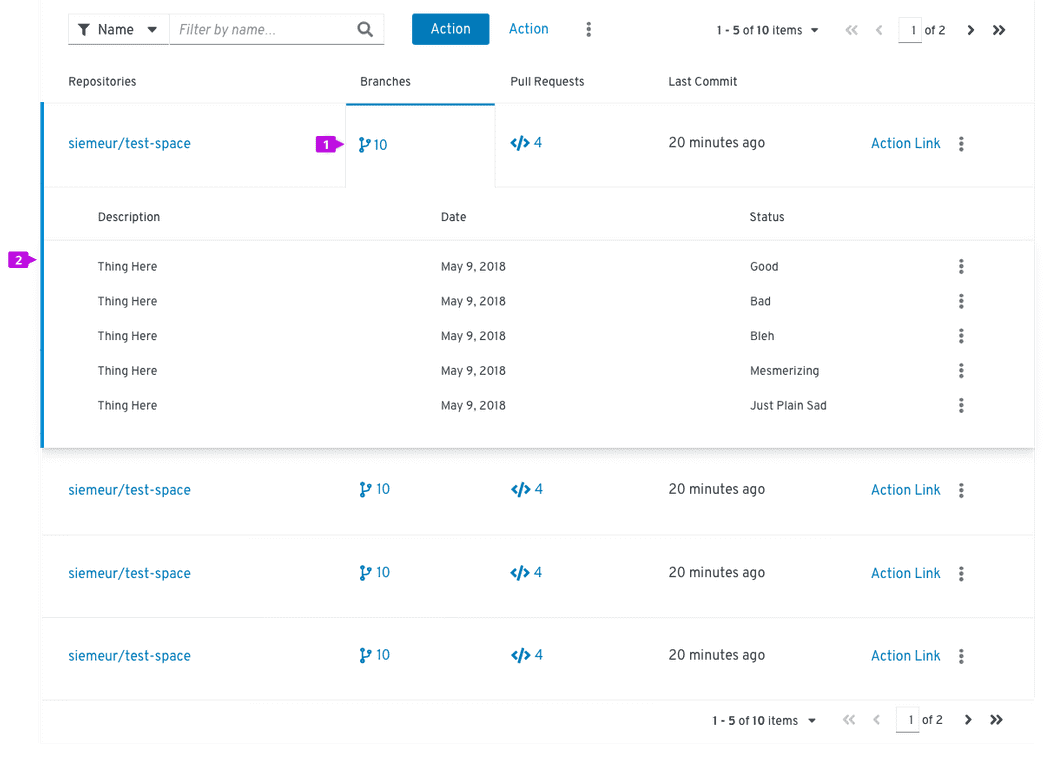 Name Filter by name... Action Action 1 - 5 of 10 items 1 of 2
Repositories Branches Pull Requests Last Commit
siemeur/test-space 1 10 4 20 minutes ago Action Link
Description Date Status
2
Thing Here May 9, 2018 Good
Thing Here May 9, 2018 Bad
Thing Here May 9, 2018 Bleh
Thing Here May 9, 2018 Mesmerizing
Thing Here May 9, 2018 Just Plain Sad
siemeur/test-space 10 4 20 minutes ago Action Link
siemeur/test-space 10 4 20 minutes ago Action Link
siemeur/test-space 10 4 20 minutes ago Action Link
1 - 5 of 10 items 1 of 2